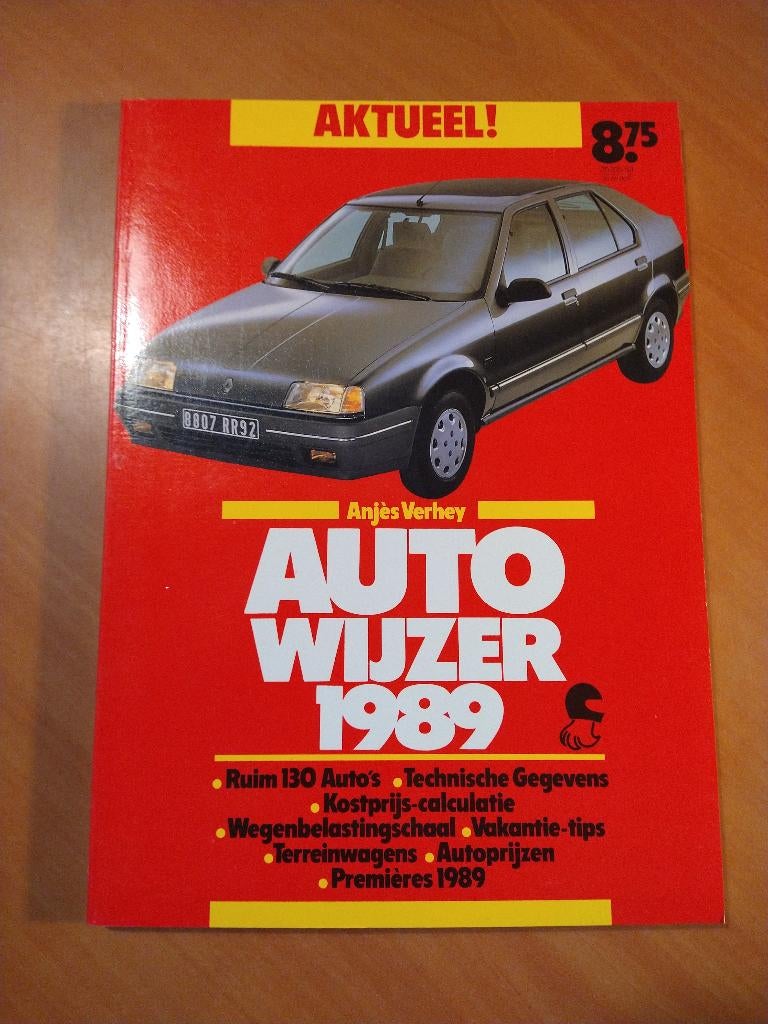 AKTUEEL!
8.75
8807 RR92
Anjès Verhey
AUTO
WIJZER
1989
• Ruim 130 Auto's • Technische Gegevens
• Kostprijs-calculatie
• Wegenbelastingschaal • Vakantie-tips
• Terreinwagens • Autoprijzen
• Premières 1989